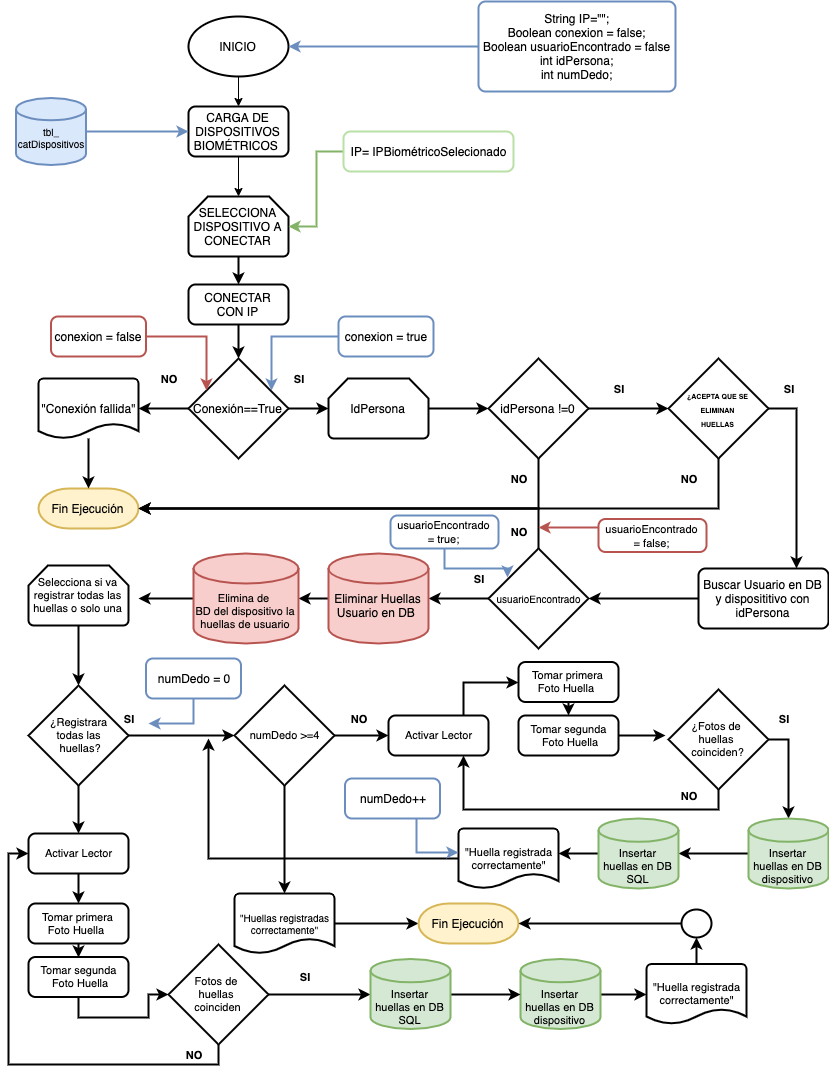 String IP="";
Boolean conexion = false;
Boolean usuarioEncontrado = false
int idPersona;
int numDedo;
INICIO
tbl_
catDispositivos
CARGA DE
DISPOSITIVOS
BIOMÉTRICOS
IP= IPBiométricoSelecionado
SELECCIONA
DISPOSITIVO A
CONECTAR
CONECTAR
CON IP
conexion = false
conexion = true
NO
SI
"Conexión fallida"
Conexión==True
IdPersona
idPersona !=0
SI
¿ACEPTA QUE SE
ELIMINAN
HUELLAS
SI
NO
NO
Fin Ejecución
usuarioEncontrado
= true;
NO
usuarioEncontrado
= false;
Selecciona si va
registrar todas las
huellas o solo una
Elimina de
BD del dispositivo la
huellas de usuario
Eliminar Huellas
Usuario en DB
SI
usuarioEncontrado
Buscar Usuario en DB
y disposititivo con
idPersona
numDedo = 0
¿Registrara
todas las
huellas?
SI
numDedo >=4
NO
Activar Lector
Tomar primera
Foto Huella
Tomar segunda
Foto Huella
¿Fotos de
huellas
coinciden?
SI
NO
numDedo++
"Huella registrada
correctamente"
Insertar
huellas en DB
SQL
Insertar
huellas en DB
dispositivo
Activar Lector
Tomar primera
Foto Huella
Tomar segunda
Foto Huella
"Huellas registradas
correctamente"
Fin Ejecución
Fotos de
huellas
coinciden
SI
NO
Insertar
huellas en DB
SQL
Insertar
huellas en DB
dispositivo
"Huella registrada
correctamente"